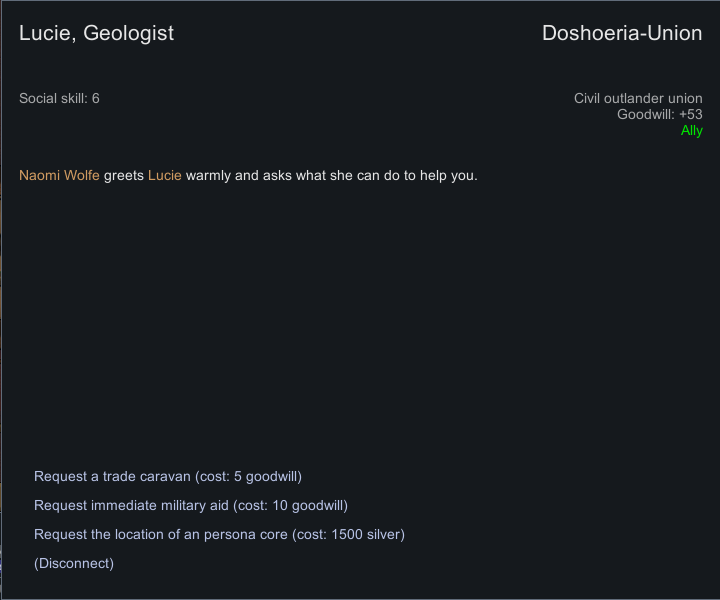 Lucie, Geologist
Doshoeria-Union
Social skill: 6
Civil outlander union
Goodwill: +53
Ally
Naomi Wolfe greets Lucie warmly and asks what she can do to help you.
Request a trade caravan (cost: 5 goodwill)
Request immediate military aid (cost: 10 goodwill)
Request the location of an persona core (cost: 1500 silver)
(Disconnect)